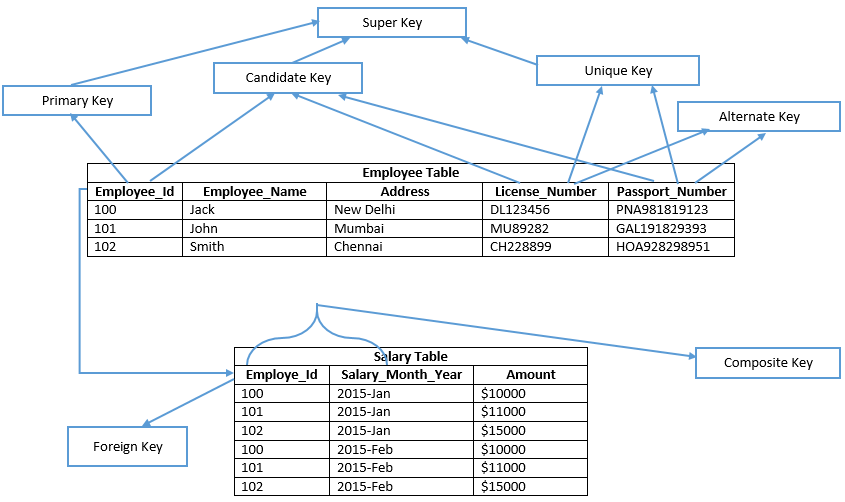 Super Key
Candidate Key
Unique Key
Primary Key
Alternate Key
Employee Table
Employee_Id Employee_Name Address License_Number Passport_Number
100 Jack New Delhi DL123456 PNA981819123
101 John Mumbai MU89282 GAL191829393
102 Smith Chennai CH228899 HOA928298951
Salary Table
Employe_Id Salary_Month_Year Amount
100 2015-Jan $10000
101 2015-Jan $11000
102 2015-Jan $15000
100 2015-Feb $10000
101 2015-Feb $11000
102 2015-Feb $15000
Composite Key
Foreign Key